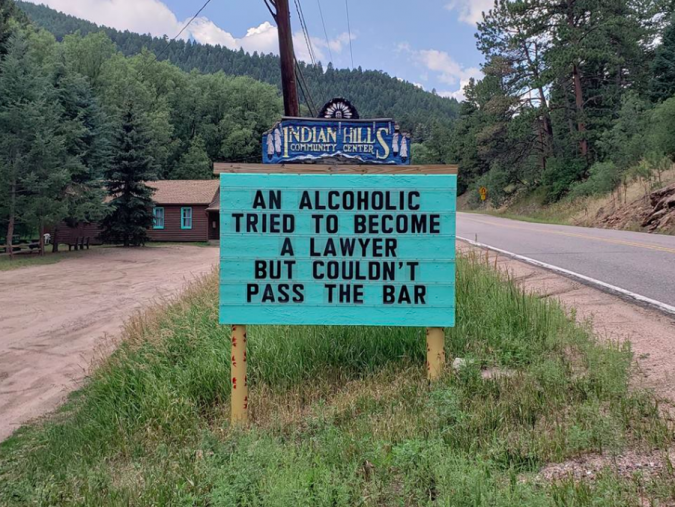 INDIAN HILLS
COMMUNITY CENTER
AN ALCOHOLIC
TRIED TO BECOME
A LAWYER
BUT COULDN'T
PASS THE BAR